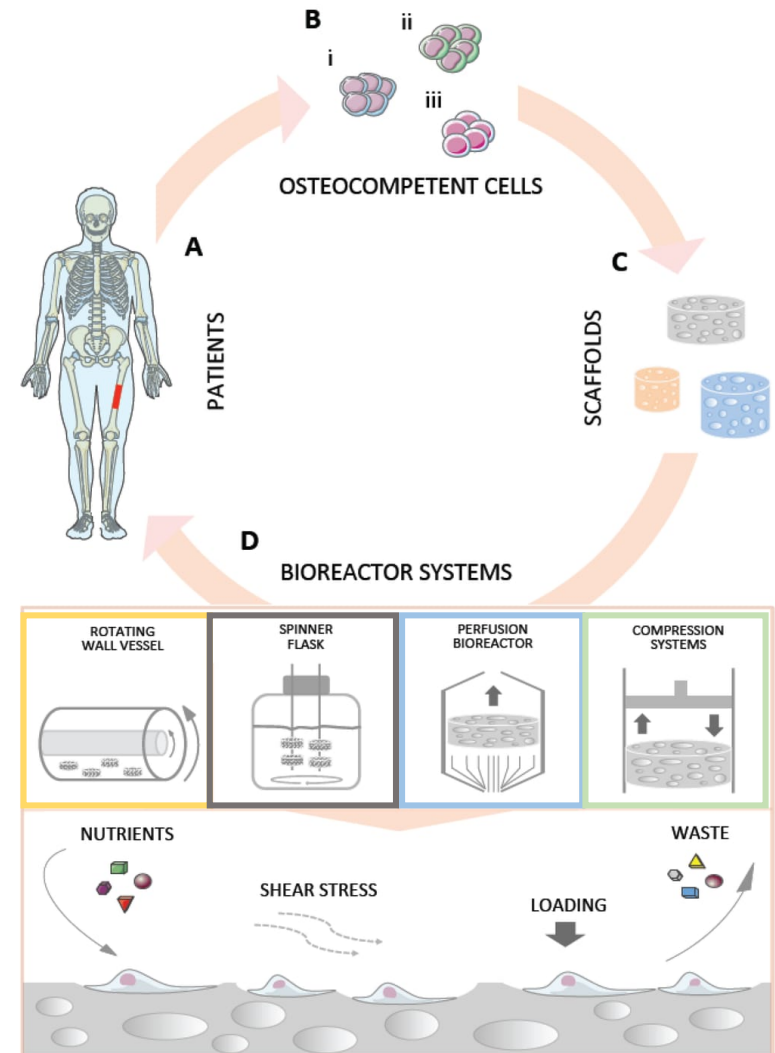 B
ii
i
iii
OSTEOCOMPETENT CELLS
A
PATIENTS
C
SCAFFOLDS
D
BIOREACTOR SYSTEMS
ROTATING
WALL VESSEL
SPINNER
FLASK
PERFUSION
BIOREACTOR
COMPRESSION
SYSTEMS
NUTRIENTS
SHEAR STRESS
LOADING
WASTE